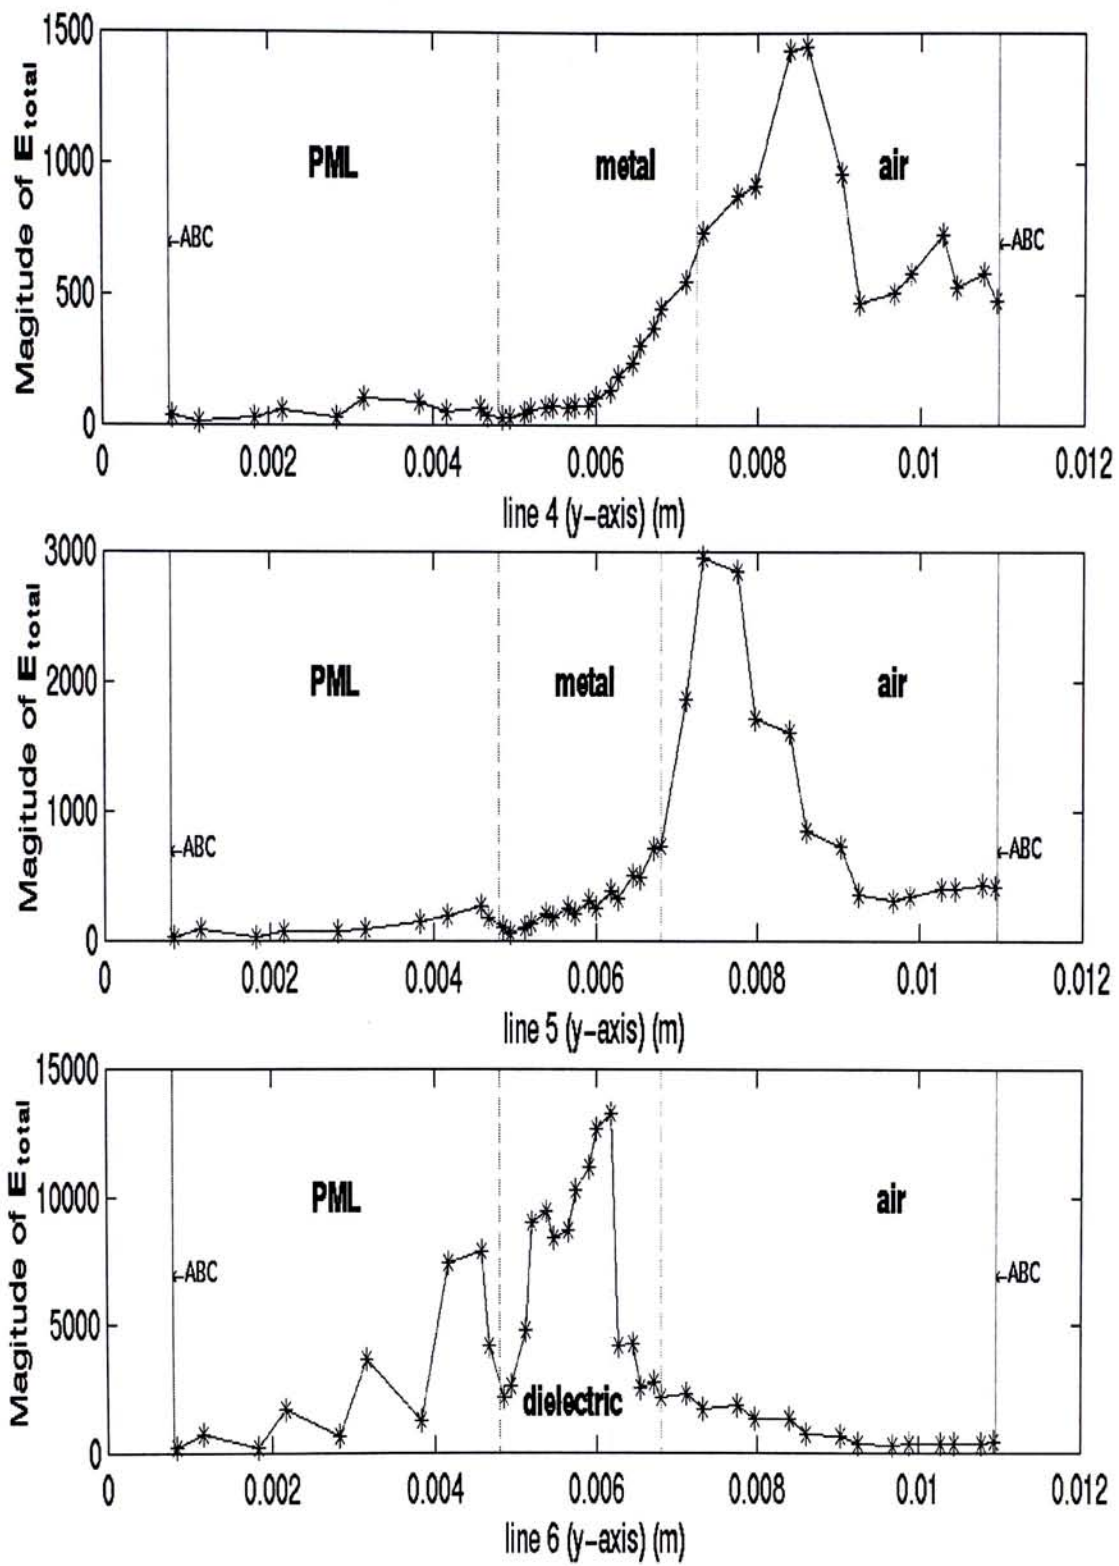 Magitude of E total
1500
1000
500
0
PML
metal
air
←ABC
←ABC
0 0.002 0.004 0.006 0.008 0.01 0.012
line 4 (y-axis) (m)
Magitude of E total
3000
2000
1000
0
PML
metal
air
←ABC
←ABC
0 0.002 0.004 0.006 0.008 0.01 0.012
line 5 (y-axis) (m)
Magitude of E total
15000
10000
5000
0
PML
dielectric
air
←ABC
←ABC
0 0.002 0.004 0.006 0.008 0.01 0.012
line 6 (y-axis) (m)